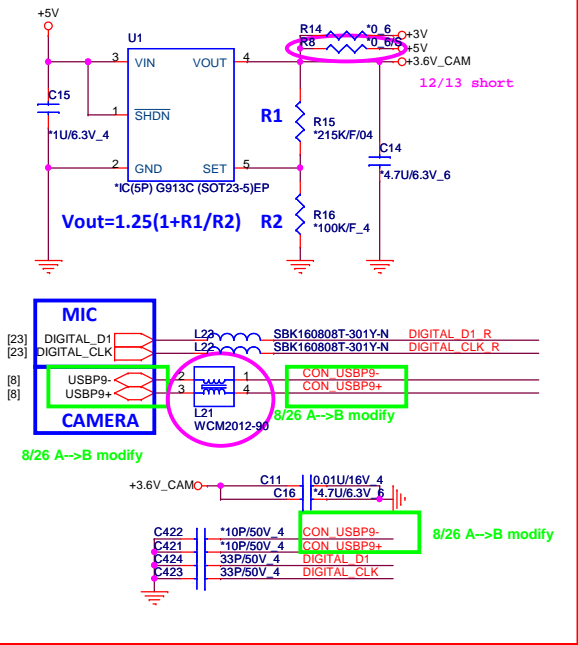 +5V
U1
R14 *0_6 +3V
R8 *0_6/S +5V
+3.6V_CAM
12/13 short
3 VIN VOUT 4
C15
*1U/6.3V_4
1 SHDN
R1 R15
*215K/F/04
C14
*4.7U/6.3V_6
2 GND SET 5
*IC(5P) G913C (SOT23-5)EP
Vout=1.25(1+R1/R2) R2 R16
*100K/F_4
MIC
[23] DIGITAL_D1 L23 SBK160808T-301Y-N DIGITAL_D1_R
[23] DIGITAL_CLK L22 SBK160808T-301Y-N DIGITAL_CLK_R
[8] USBP9- 2 1 CON_USBP9-
[8] USBP9+ 3 4 CON_USBP9+
CAMERA L21
WCM2012-90
8/26 A-->B modify
8/26 A-->B modify
+3.6V_CAM C11 0.01U/16V_4
C16 *4.7U/6.3V_6
C422 *10P/50V_4 CON_USBP9-
8/26 A-->B modify
C421 *10P/50V_4 CON_USBP9+
C424 33P/50V_4 DIGITAL_D1
C423 33P/50V_4 DIGITAL_CLK